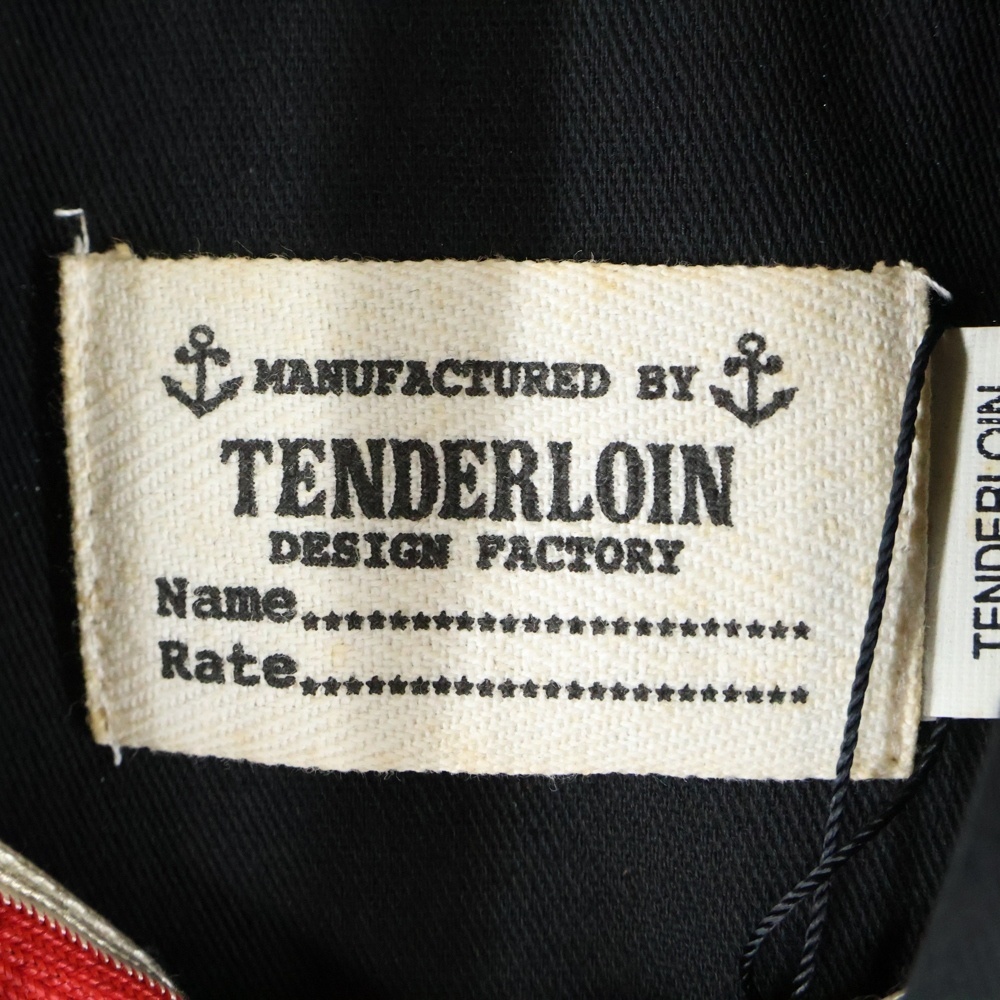 MANUFACTURED BY
TENDERLOIN
DESIGN FACTORY
Name
Rate
TENDERLOIN